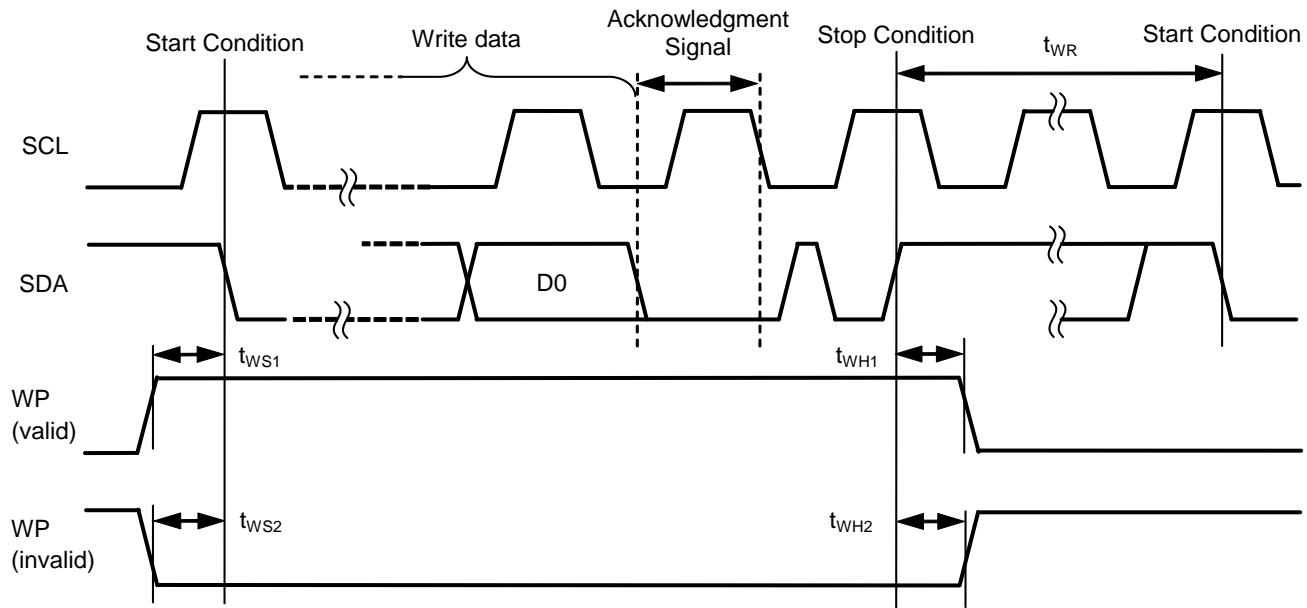 Acknowledgment
Signal
Start Condition
Write data
Stop Condition
tWR
Start Condition
SCL
SDA
D0
tWS1
tWH1
WP
(valid)
tWS2
tWH2
WP
(invalid)